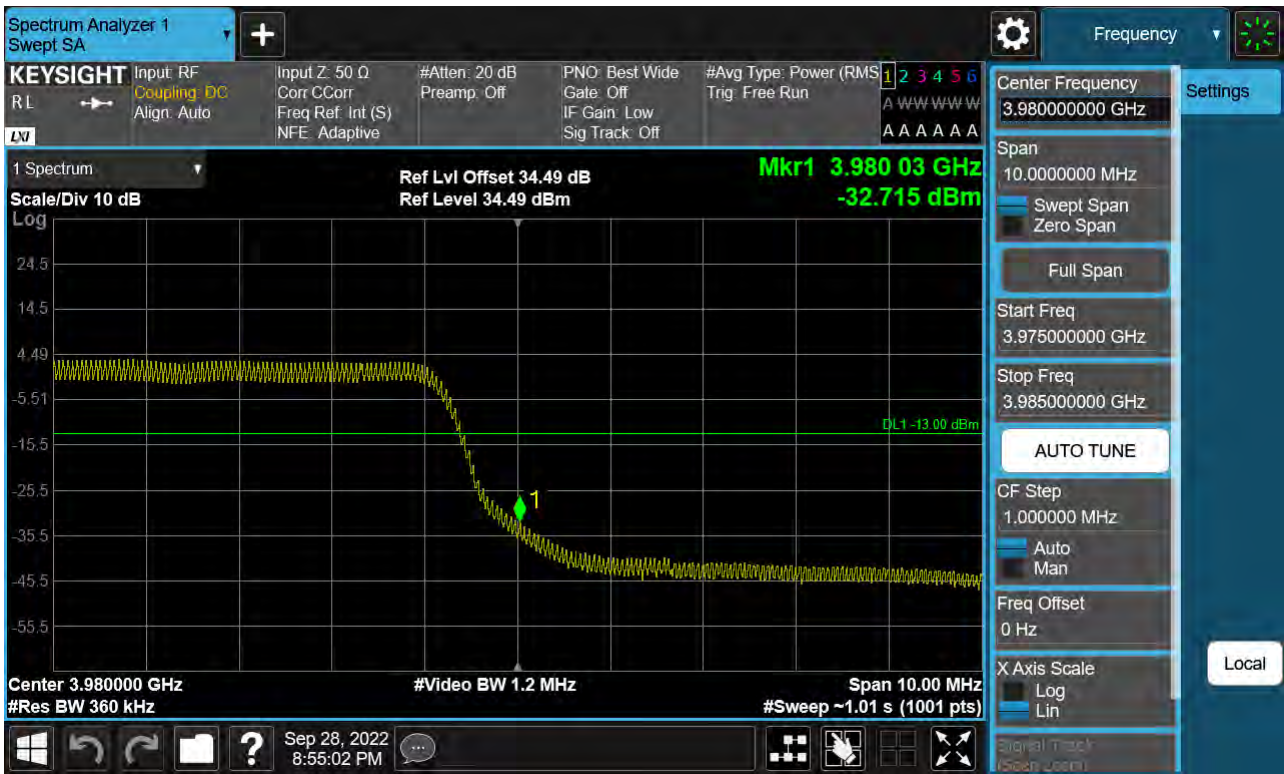 Spectrum Analyzer 1
Swept SA
+
Frequency
KEYSIGHT
RL
LXI
Input: RF
Coupling: DC
Align: Auto
Input Z: 50 Ω
Corr CCorr
Freq Ref: Int (S)
NFE: Adaptive
#Atten: 20 dB
Preamp: Off
PNO: Best Wide
Gate: Off
IF Gain: Low
Sig Track: Off
#Avg Type: Power (RMS
Trig: Free Run
1 2 3 4 5 6
A W W W W W
A A A A A A
Center Frequency
3.980000000 GHz
Settings
Span
10.0000000 MHz
Swept Span
Zero Span
Full Span
Start Freq
3.975000000 GHz
Stop Freq
3.985000000 GHz
AUTO TUNE
CF Step
1.000000 MHz
Auto
Man
Freq Offset
0 Hz
X Axis Scale
Log
Lin
Signal Track
(Span Zoom)
Local
1 Spectrum
Scale/Div 10 dB
Ref Lvl Offset 34.49 dB
Ref Level 34.49 dBm
Mkr1 3.980 03 GHz
-32.715 dBm
Log
24.5
14.5
4.49
-5.51
-15.5
-25.5
-35.5
-45.5
-55.5
DL1 -13.00 dBm
1
Center 3.980000 GHz
#Res BW 360 kHz
#Video BW 1.2 MHz
Span 10.00 MHz
#Sweep ~1.01 s (1001 pts)
?
Sep 28, 2022
8:55:02 PM